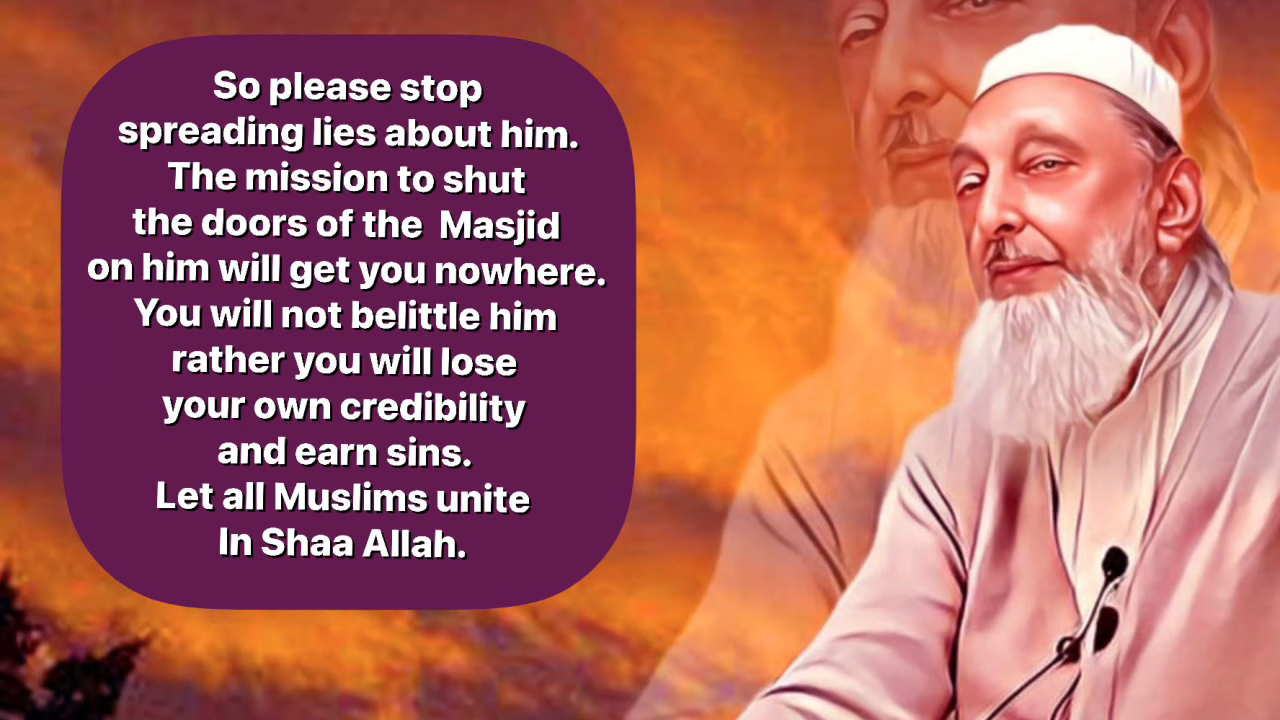 So please stop
spreading lies about him.
The mission to shut
the doors of the  Masjid
on him will get you nowhere.
You will not belittle him
rather you will lose
your own credibility
and earn sins.
Let all Muslims unite
In Shaa Allah.